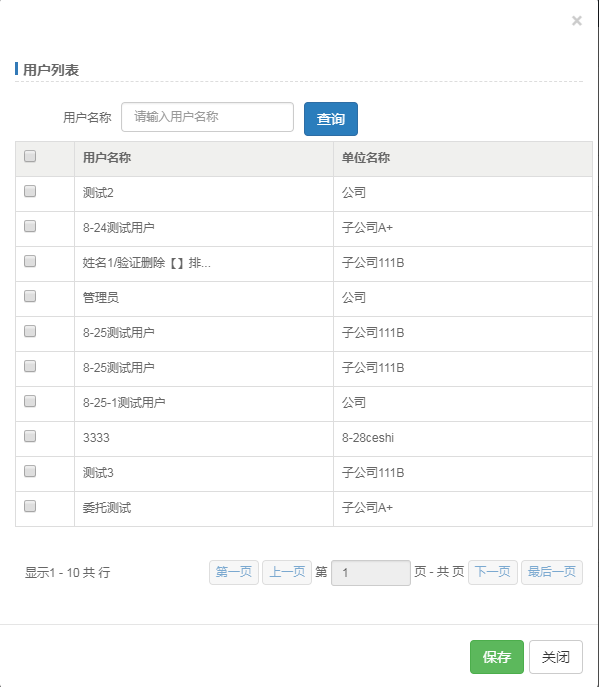 ×
用户列表
用户名称 请输入用户名称 查询
用户名称 单位名称
测试2 公司
8-24测试用户 子公司A+
姓名1/验证删除【】排... 子公司111B
管理员 公司
8-25测试用户 子公司111B
8-25测试用户 子公司111B
8-25-1测试用户 公司
3333 8-28ceshi
测试3 子公司111B
委托测试 子公司A+
显示1 - 10 共 行 第一页 上一页 第 1 页 - 共 页 下一页 最后一页
保存 关闭